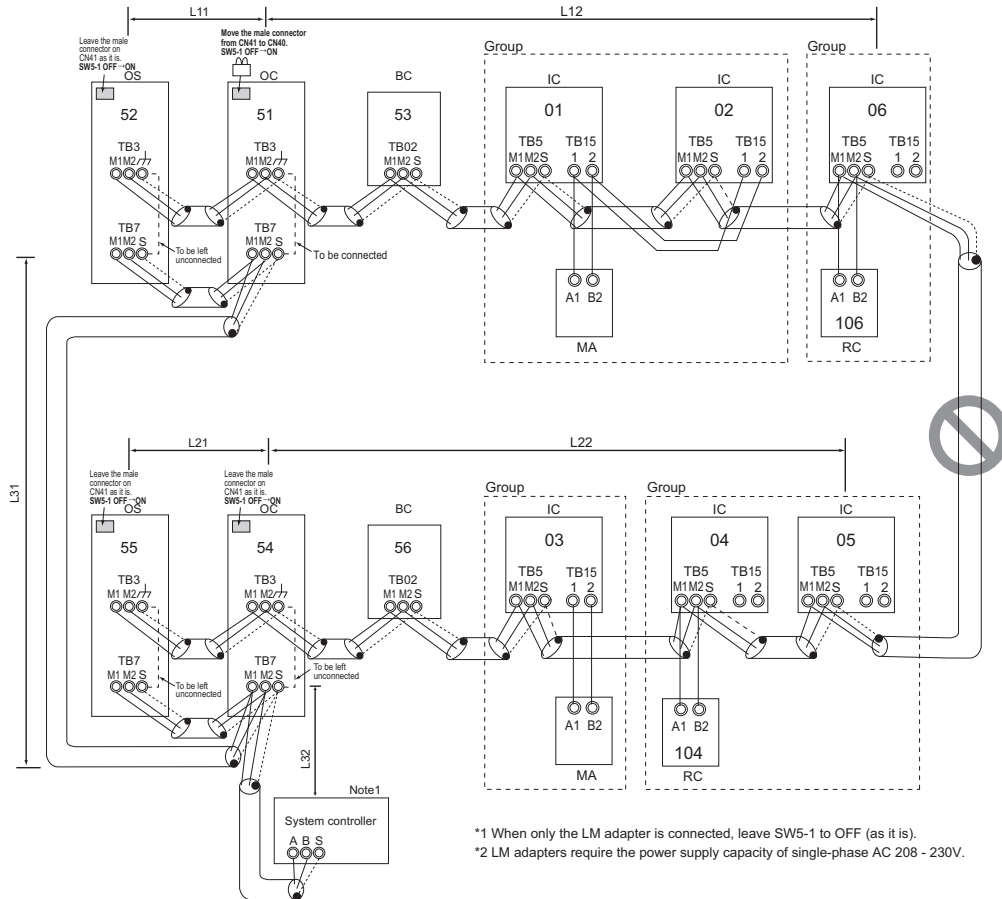 L11
L12
Leave the male
connector on
CN41 as it is.
SW5-1 OFF→ON
Move the male connector
from CN41 to CN40.
SW5-1 OFF→ON
Group
Group
OS
OC
BC
IC
IC
IC
52
51
53
01
02
06
TB3
TB3
TB02
TB5
TB15
TB5
TB15
TB5
TB15
M1M2
M1M2
M1M2 S
M1M2 S
1
2
M1M2 S
1
2
M1M2 S
1
2
TB7
TB7
M1M2 S
M1M2 S
To be left
unconnected
To be connected
A1
B2
MA
A1
B2
106
RC
L31
L21
L22
Leave the male
connector on
CN41 as it is.
SW5-1 OFF→ON
Leave the male
connector on
CN41 as it is.
SW5-1 OFF→ON
Group
Group
OS
OC
BC
IC
IC
IC
55
54
56
03
04
05
TB3
TB3
TB02
TB5
TB15
TB5
TB15
TB5
TB15
M1 M2
M1 M2
M1M2 S
M1M2 S
1
2
M1M2 S
1
2
M1M2 S
1
2
TB7
TB7
M1 M2 S
M1 M2 S
To be left
unconnected
To be left
unconnected
A1
B2
MA
A1
B2
104
RC
L32
Note1
System controller
A B S
*1 When only the LM adapter is connected, leave SW5-1 to OFF (as it is).
*2 LM adapters require the power supply capacity of single-phase AC 208 - 230V.